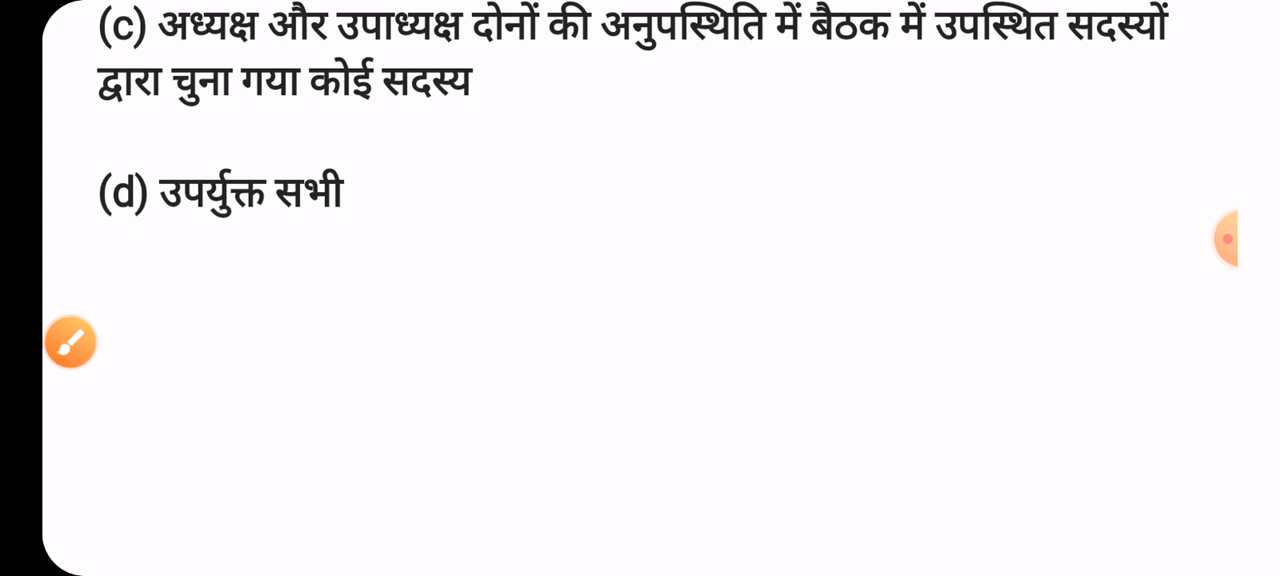 (c) अध्यक्ष और उपाध्यक्ष दोनों की अनुपस्थिति में बैठक में उपस्थित सदस्यों
द्वारा चुना गया कोई सदस्य
(d) उपर्युक्त सभी